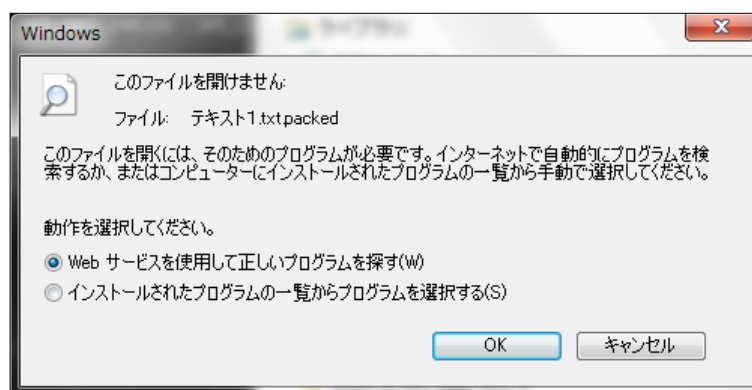 Windows
このファイルを開けません:
ファイル: テキスト1.txt.packed
このファイルを開くには、そのためのプログラムが必要です。インターネットで自動的にプログラムを検
索するか、またはコンピューターにインストールされたプログラムの一覧から手動で選択してください。
動作を選択してください。
Web サービスを使用して正しいプログラムを探す(W)
インストールされたプログラムの一覧からプログラムを選択する(S)
OK
キャンセル